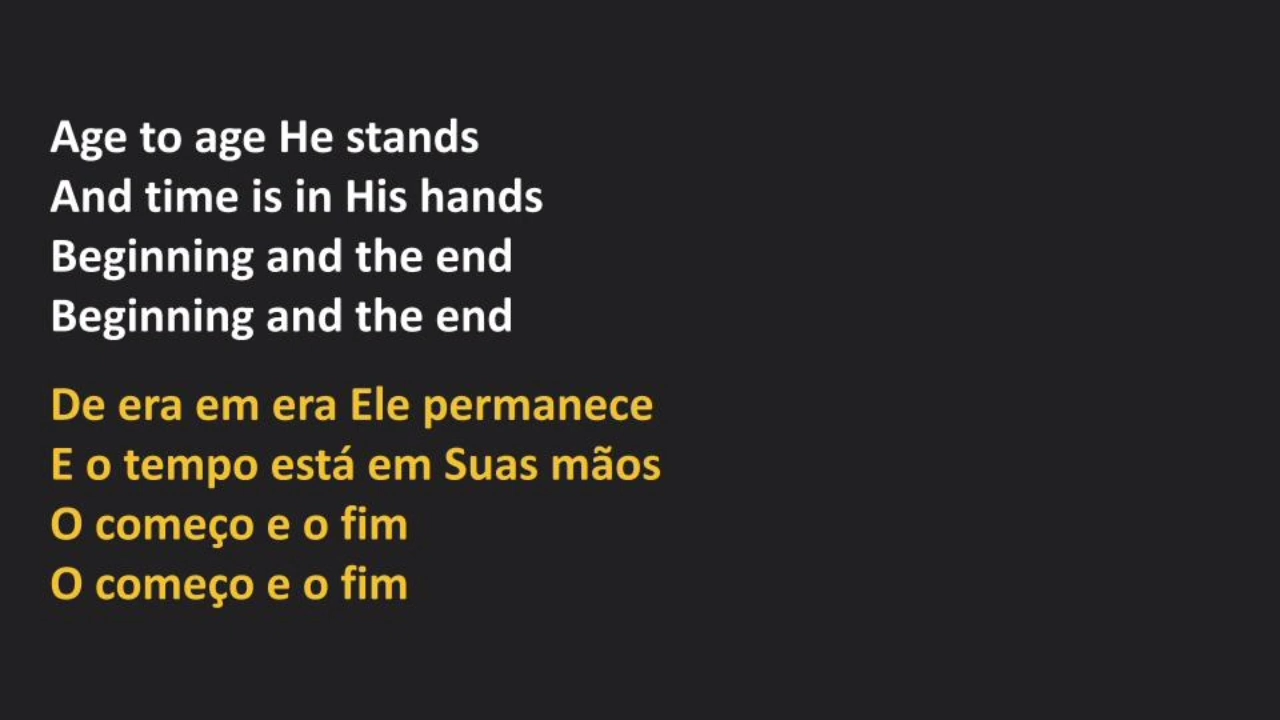 Age to age He stands
And time is in His hands
Beginning and the end
Beginning and the end
De era em era Ele permanece
E o tempo está em Suas mãos
O começo e o fim
O começo e o fim